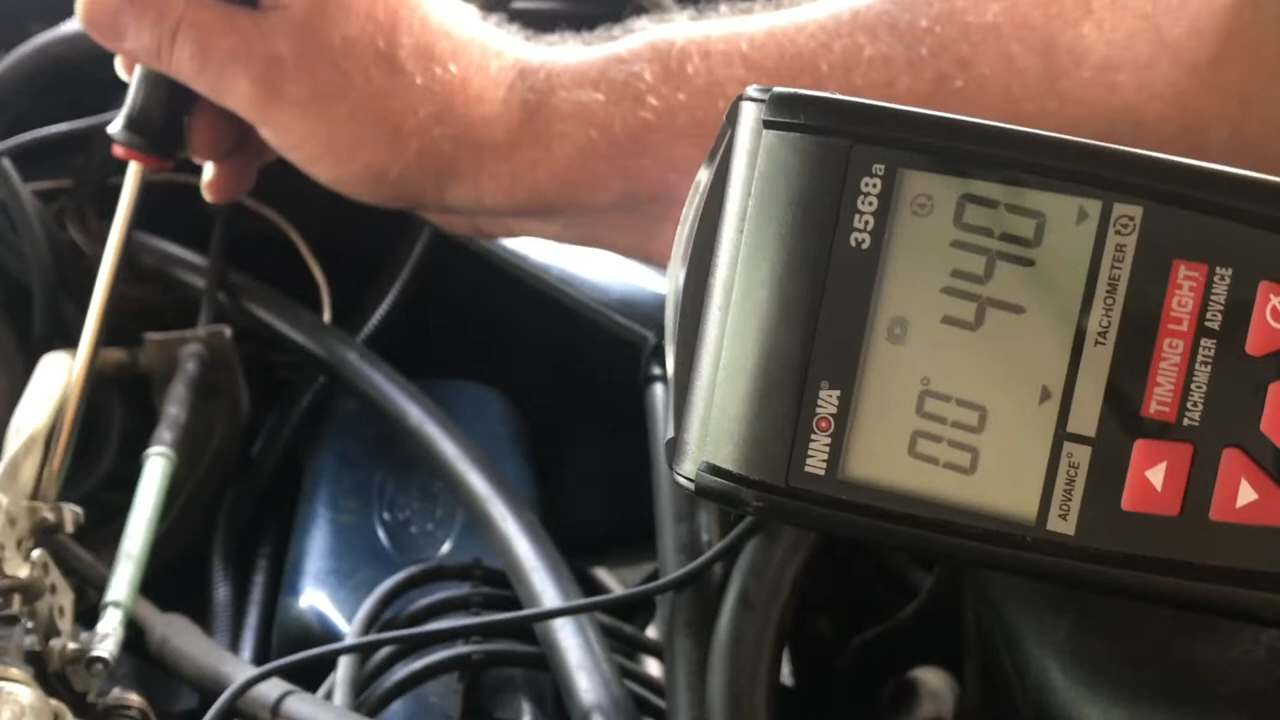 3568a
INNOVA®
440
00°
TACHOMETER
ADVANCE°
TIMING LIGHT
TACHOMETER ADVANCE